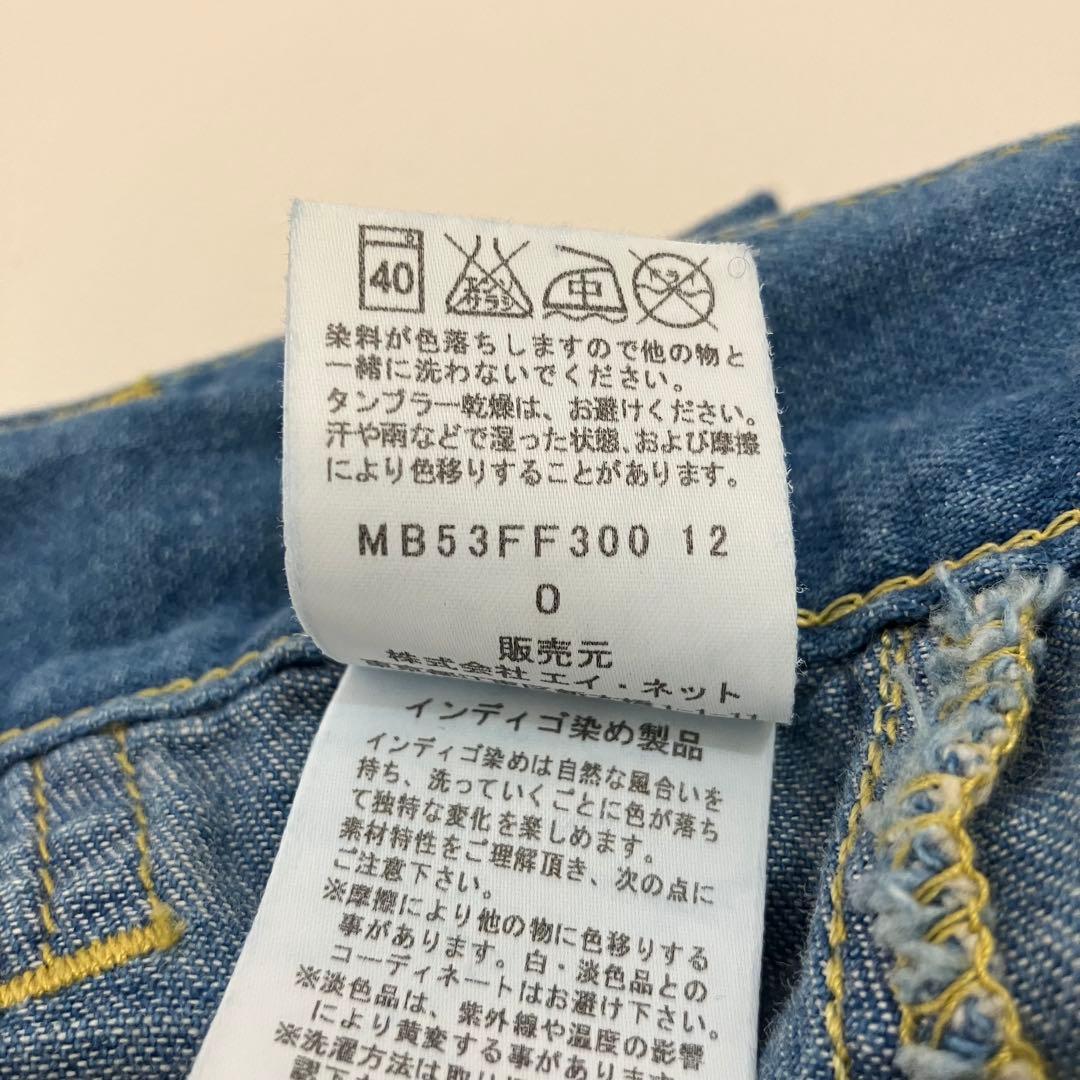 40 エンソ サラシ 中
染料が色落ちしますので他の物と
一緒に洗わないでください。
タンブラー乾燥は、お避けください。
汗や雨などで湿った状態、および摩擦
により色移りすることがあります。
MB53FF300 12
0
販売元
株式会社 エイ・ネット
インディゴ染め製品
インディゴ染めは自然な風合いを
持ち、洗っていくごとに色が落ち
て独特な変化を楽しめます。
素材特性をご理解頂き、次の点に
ご注意下さい。
※摩擦により他の物に色移りする
事があります。白・淡色品との
コーディネートはお避け下さい。
※淡色品は、紫外線や温度の影響
により黄変する事があります
※洗濯方法は取り